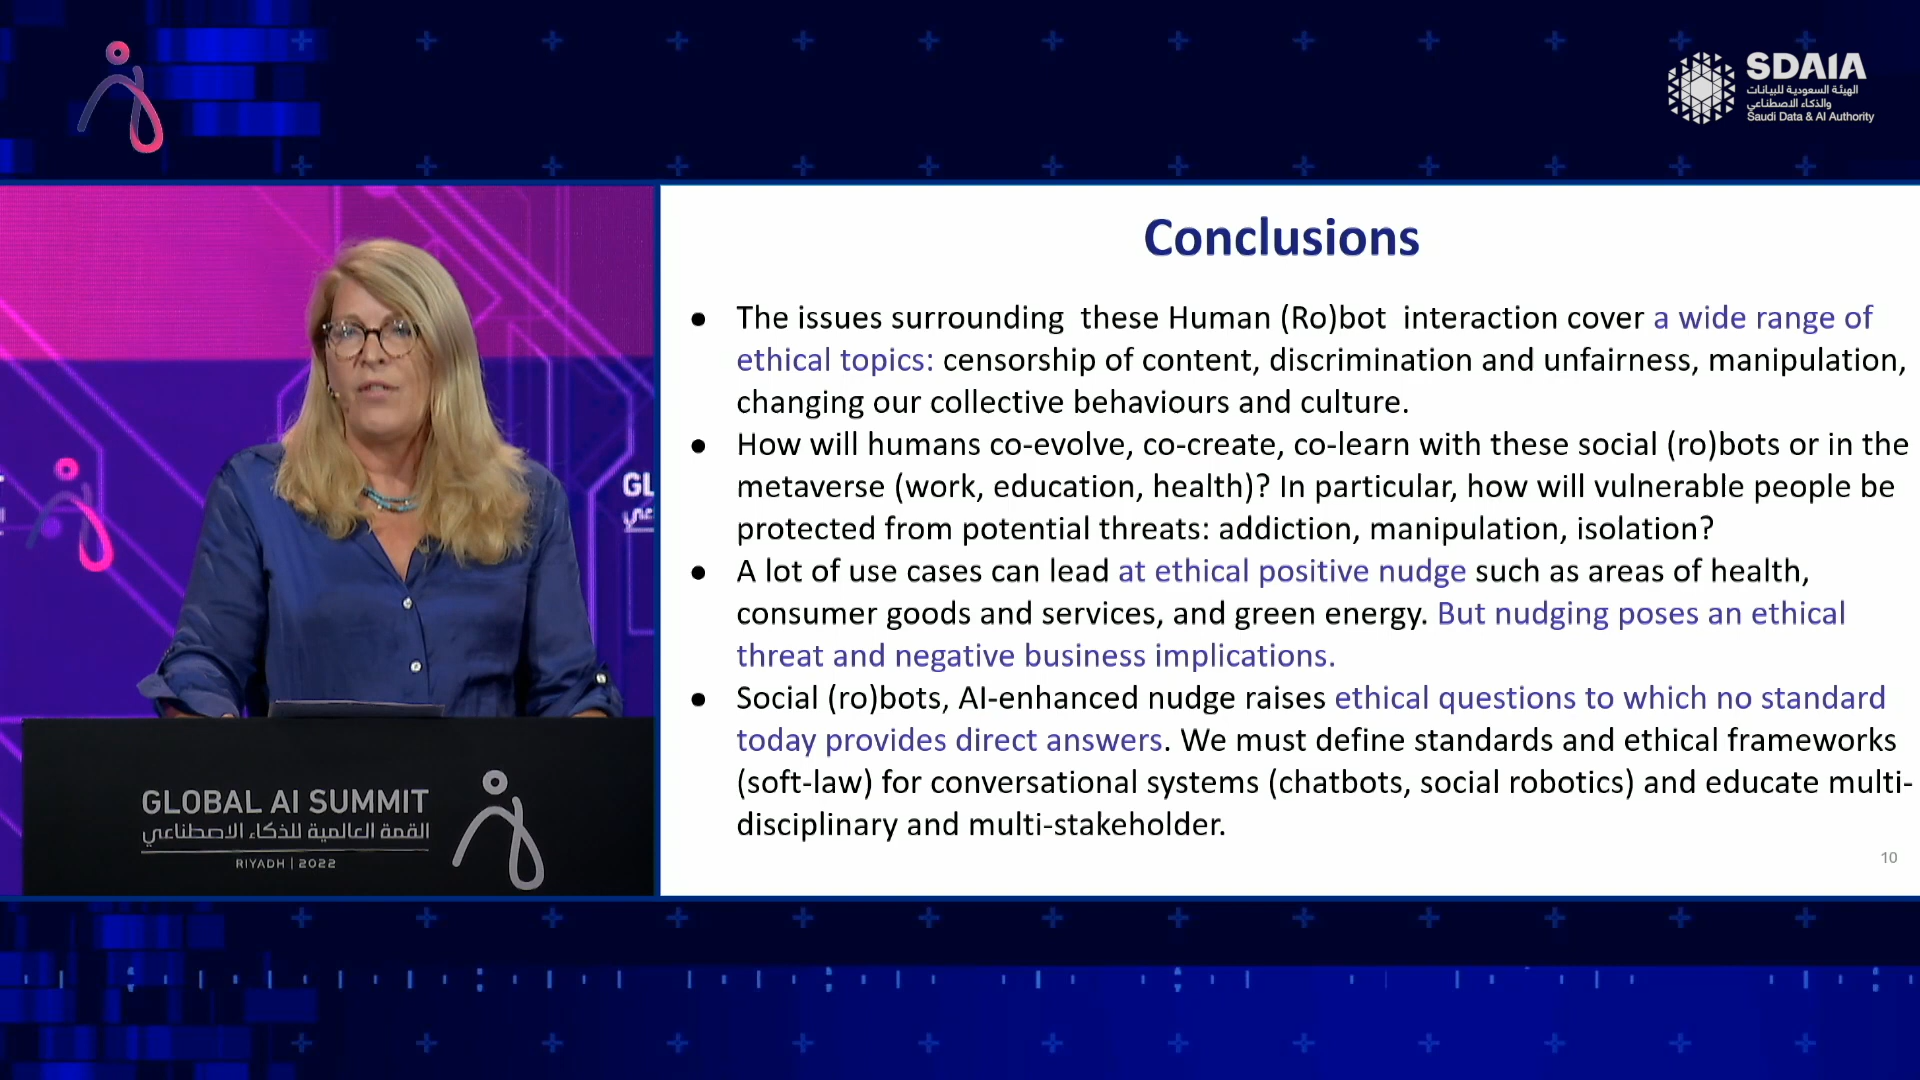 SDAIA
الهيئة السعودية للبيانات
والذكاء الاصطناعي
Saudi Data & AI Authority
Conclusions
● The issues surrounding these Human (Ro)bot interaction cover a wide range of
ethical topics: censorship of content, discrimination and unfairness, manipulation,
changing our collective behaviours and culture.
● How will humans co-evolve, co-create, co-learn with these social (ro)bots or in the
metaverse (work, education, health)? In particular, how will vulnerable people be
protected from potential threats: addiction, manipulation, isolation?
● A lot of use cases can lead at ethical positive nudge such as areas of health,
consumer goods and services, and green energy. But nudging poses an ethical
threat and negative business implications.
● Social (ro)bots, AI-enhanced nudge raises ethical questions to which no standard
today provides direct answers. We must define standards and ethical frameworks
(soft-law) for conversational systems (chatbots, social robotics) and educate multi-
disciplinary and multi-stakeholder.
10
GL
GLOBAL AI SUMMIT
القمة العالمية للذكاء الاصطناعي
RIYADH | 2022